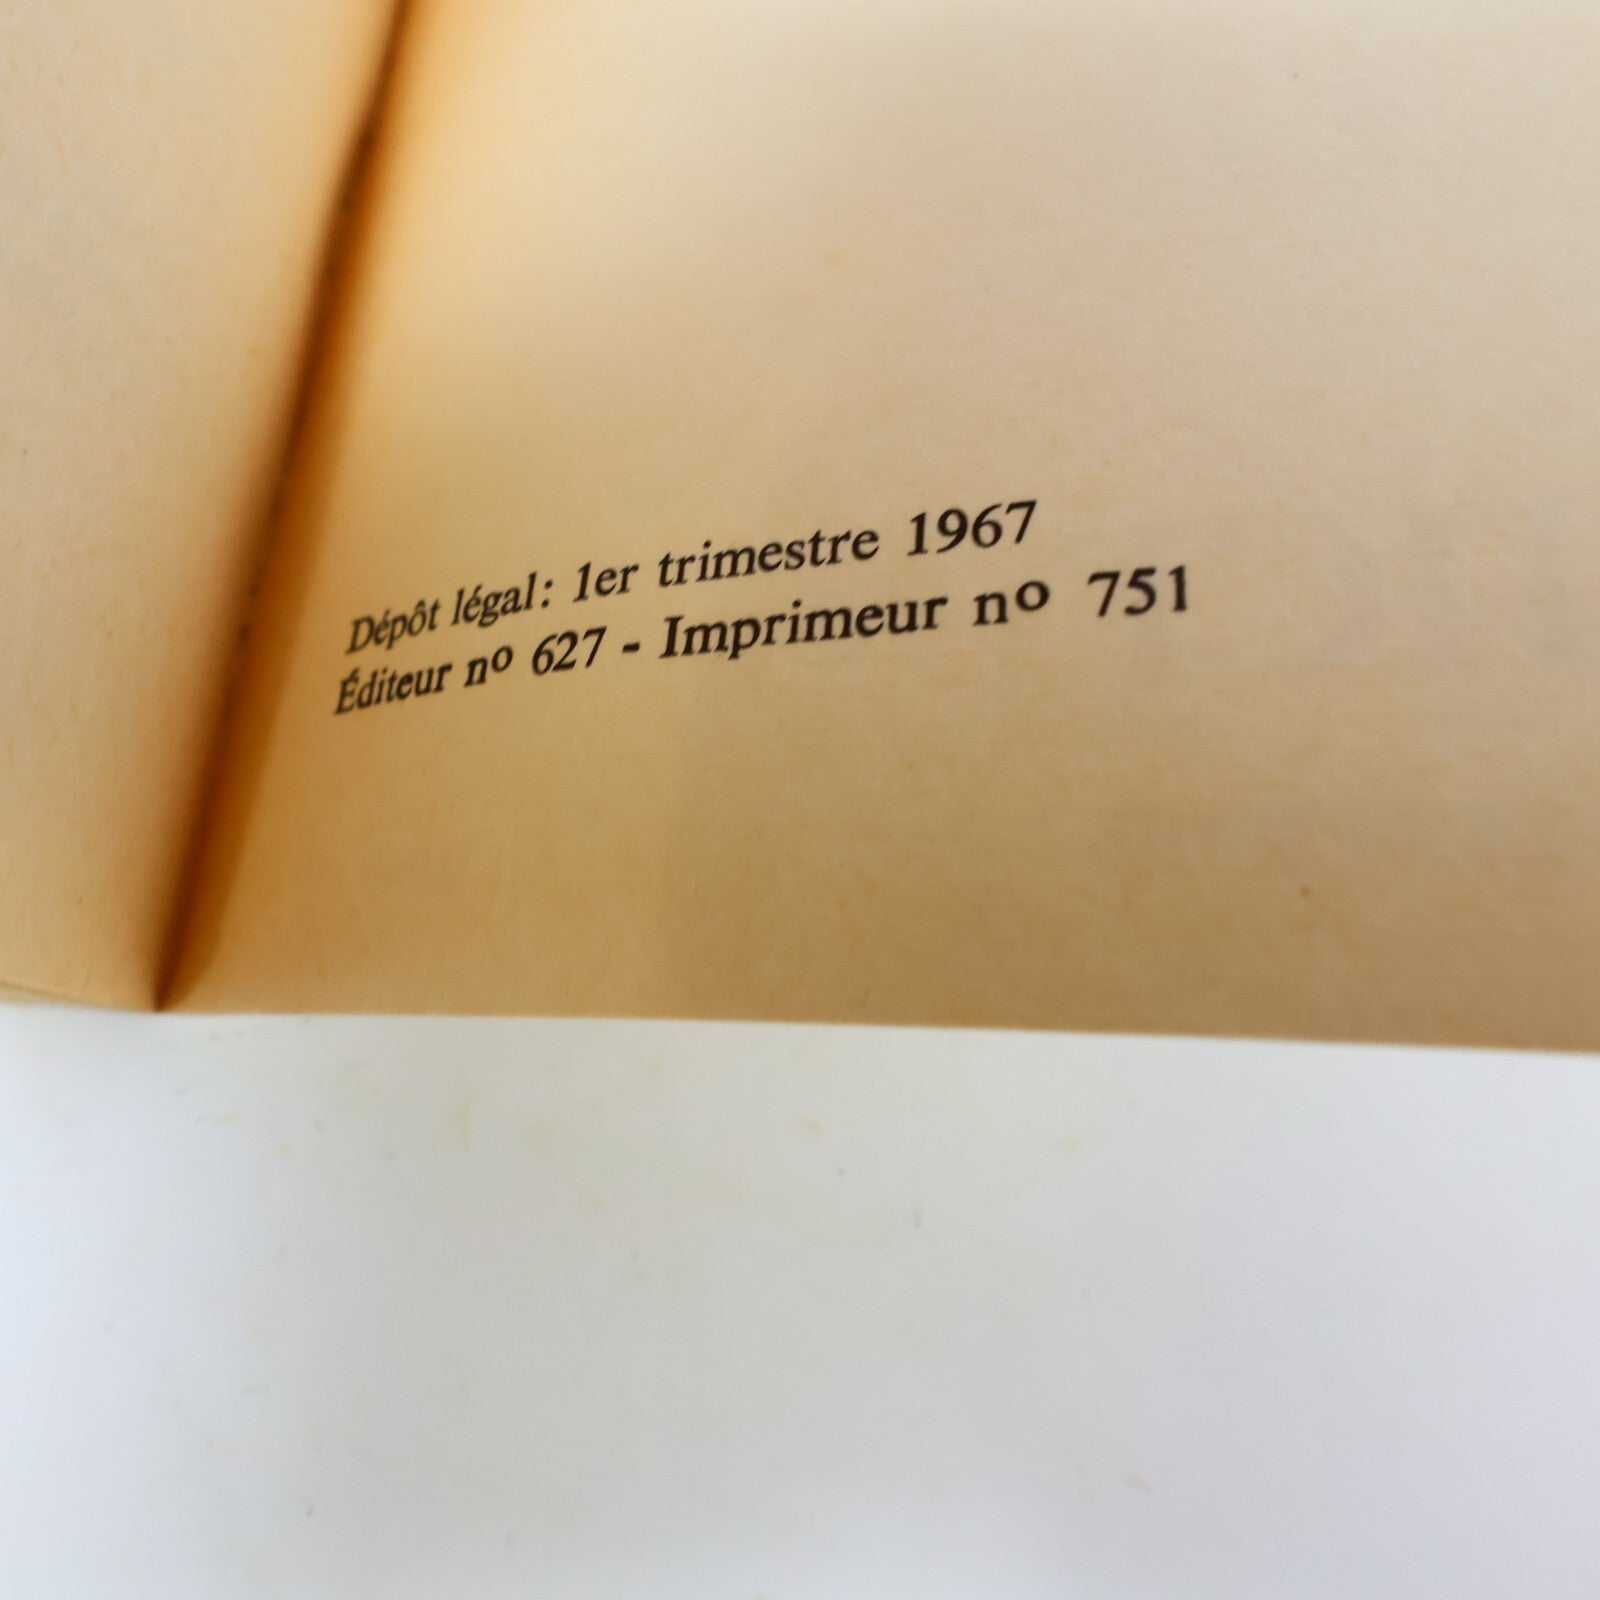 Dépôt légal: 1er trimestre 1967
Éditeur no 627 - Imprimeur no 751